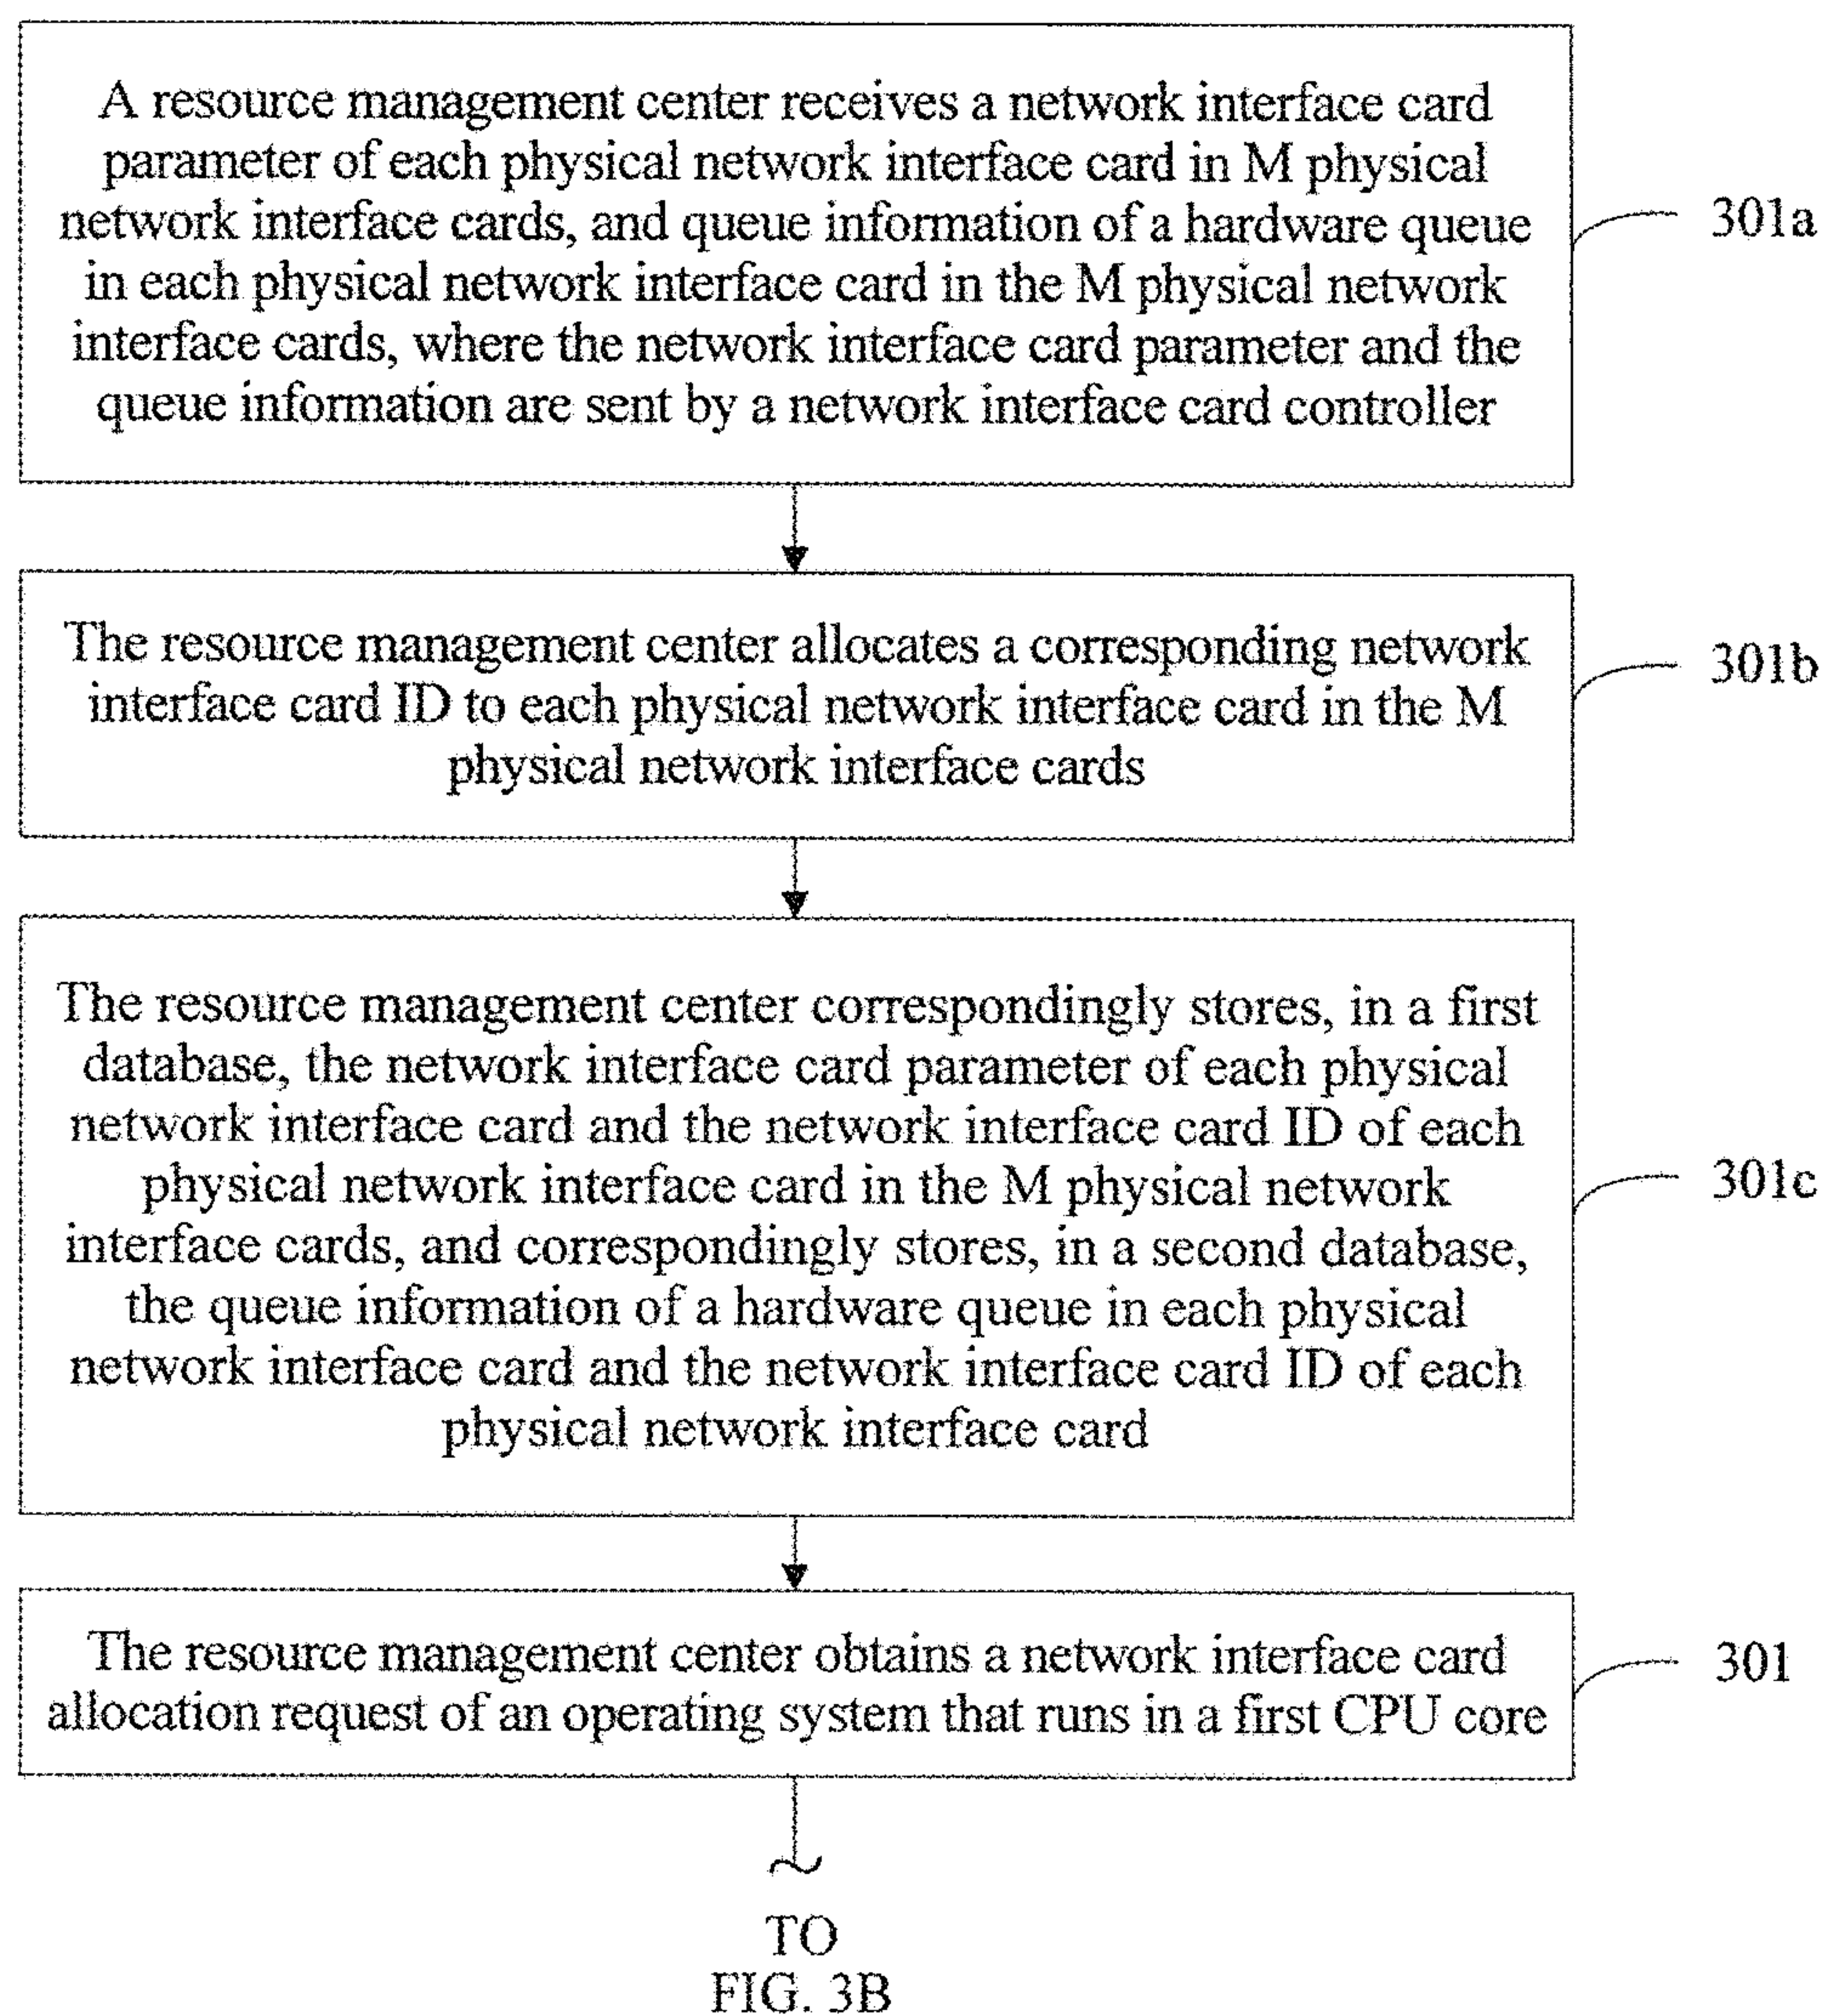 A resource management center receives a network interface card
parameter of each physical network interface card in M physical
network interface cards, and queue information of a hardware queue
in each physical network interface card in the M physical network
interface cards, where the network interface card parameter and the
queue information are sent by a network interface card controller
301a
The resource management center allocates a corresponding network
interface card ID to each physical network interface card in the M
physical network interface cards
301b
The resource management center correspondingly stores, in a first
database, the network interface card parameter of each physical
network interface card and the network interface card ID of each
physical network interface card in the M physical network
interface cards, and correspondingly stores, in a second database,
the queue information of a hardware queue in each physical
network interface card and the network interface card ID of each
physical network interface card
301c
The resource management center obtains a network interface card
allocation request of an operating system that runs in a first CPU core
301
TO
FIG. 3B